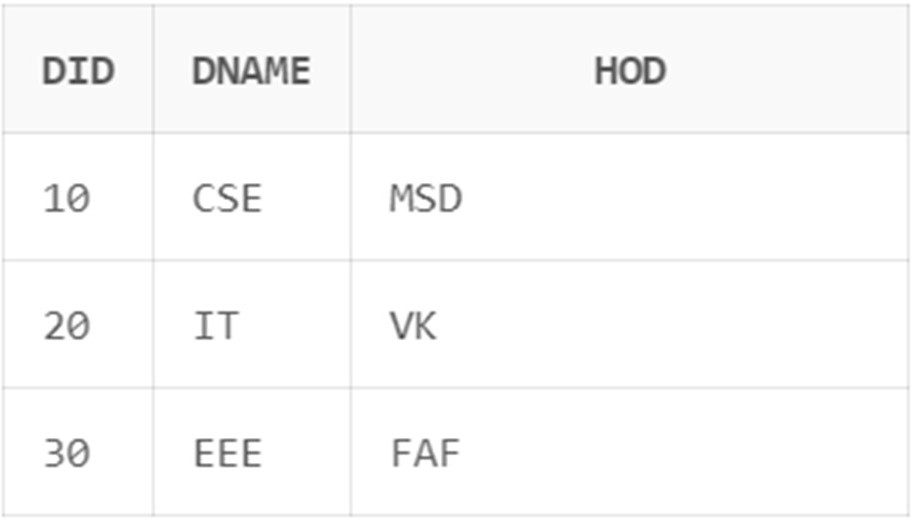 DID DNAME HOD
10 CSE MSD
20 IT VK
30 EEE FAF